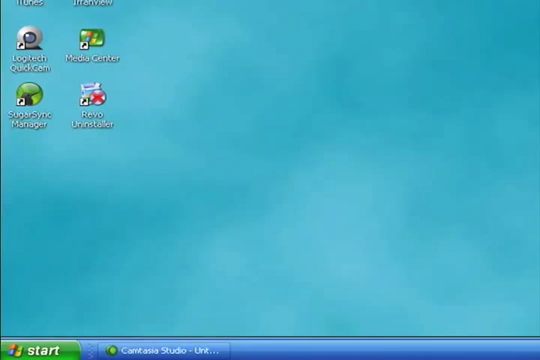 iTunes
IrfanView
Logitech
QuickCam
Media Center
SugarSync
Manager
Revo
Uninstaller
start
Camtasia Studio - Unt...